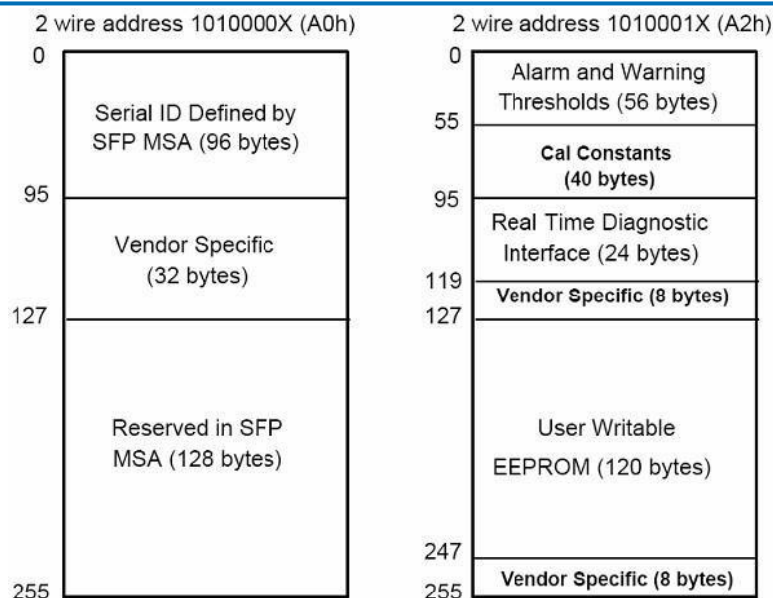 2 wire address 1010000X (A0h)
0
Serial ID Defined by
SFP MSA (96 bytes)
95
Vendor Specific
(32 bytes)
127
Reserved in SFP
MSA (128 bytes)
255
2 wire address 1010001X (A2h)
0
Alarm and Warning
Thresholds (56 bytes)
55
Cal Constants
(40 bytes)
95
Real Time Diagnostic
Interface (24 bytes)
119
Vendor Specific (8 bytes)
127
User Writable
EEPROM (120 bytes)
247
Vendor Specific (8 bytes)
255